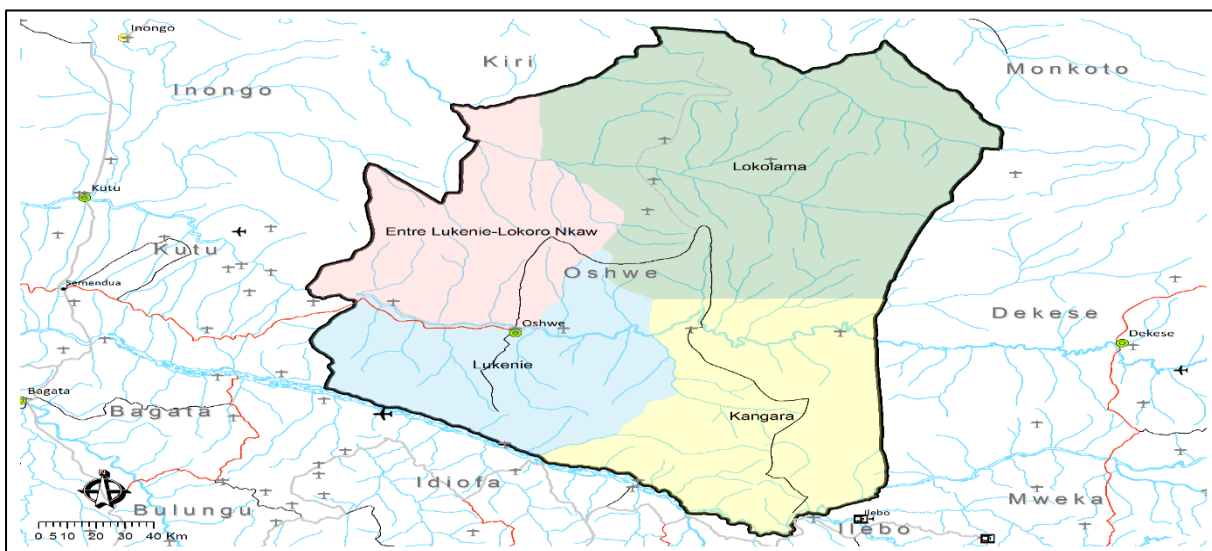 Inongo
Inongo
Kiri
Monkoto
Lokolama
Kutu
Entre Lukenie-Lokoro Nkaw
Kutu
Oshwe
Semendua
Dekese
Oshwe
Dekese
Lukenie
Bagata
Bagata
Kangara
Idiofa
Mweka
Bulungu
Ilebo
Ilebo
0 5 10 20 30 40 Km